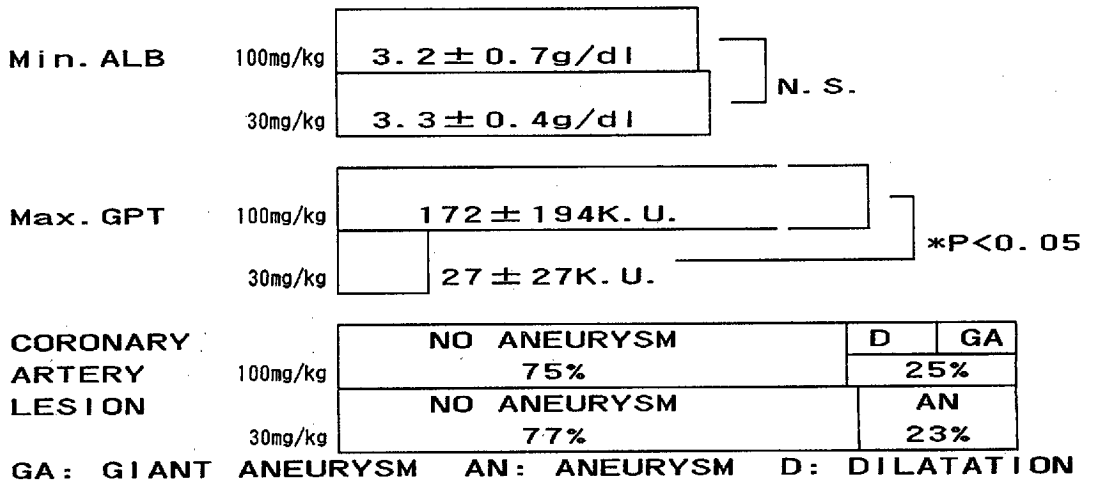 Min. ALB 100mg/kg 3.2±0.7g/dl
N.S.
30mg/kg 3.3±0.4g/dl
Max. GPT 100mg/kg 172±194K.U.
*P<0.05
30mg/kg 27±27K.U.
CORONARY NO ANEURYSM D GA
ARTERY 100mg/kg 75% 25%
LESION NO ANEURYSM AN
30mg/kg 77% 23%
GA: GIANT ANEURYSM AN: ANEURYSM D: DILATATION